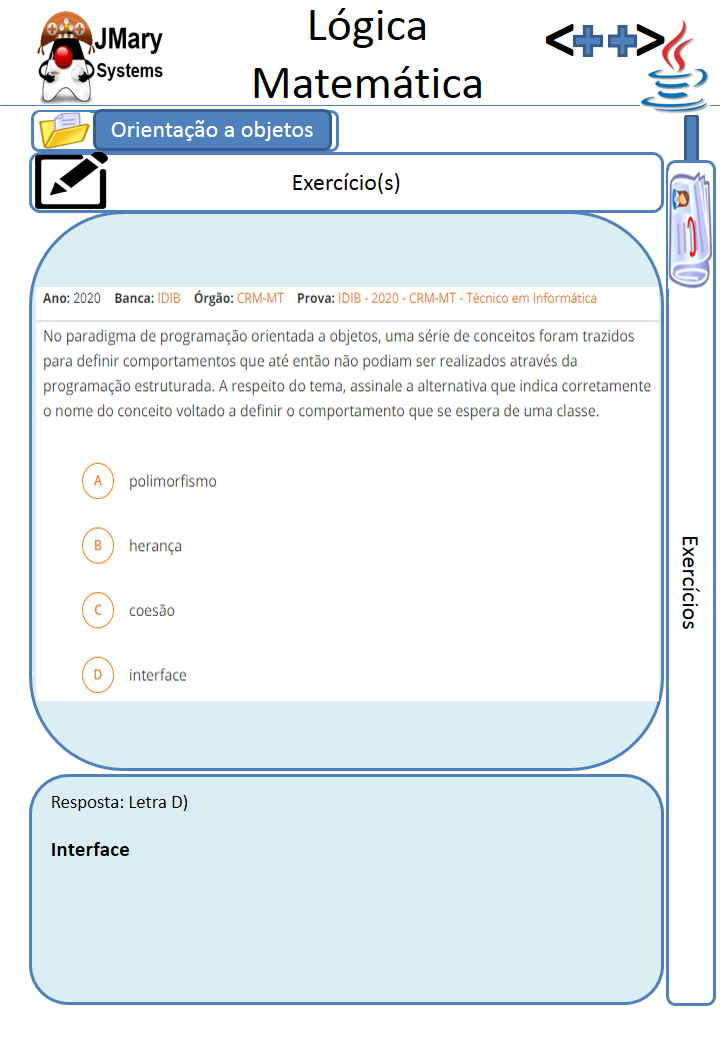 JMary
Systems
Lógica
Matemática
<++>
Orientação a objetos
Exercício(s)
Ano: 2020 Banca: IDIB Órgão: CRM-MT Prova: IDIB - 2020 - CRM-MT - Técnico em Informática
No paradigma de programação orientada a objetos, uma série de conceitos foram trazidos
para definir comportamentos que até então não podiam ser realizados através da
programação estruturada. A respeito do tema, assinale a alternativa que indica corretamente
o nome do conceito voltado a definir o comportamento que se espera de uma classe.
A polimorfismo
B herança
C coesão
D interface
Exercícios
Resposta: Letra D)
Interface